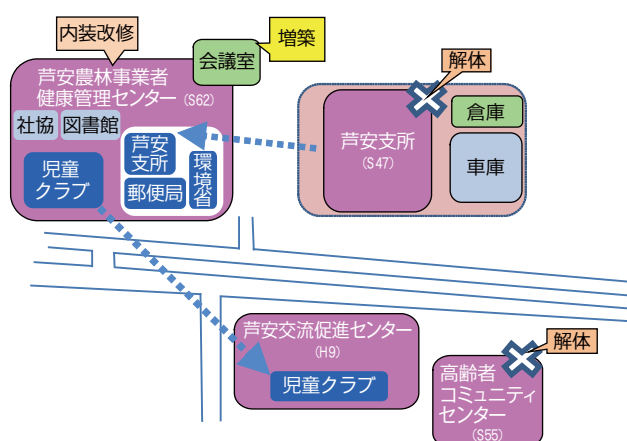 内装改修
増築
会議室
芦安農林事業者
健康管理センター (S62)
社協
図書館
児童
クラブ
芦安
支所
郵便局
環境省
解体
芦安支所
(S47)
倉庫
車庫
芦安交流促進センター
(H9)
児童クラブ
解体
高齢者
コミュニティ
センター
(S55)